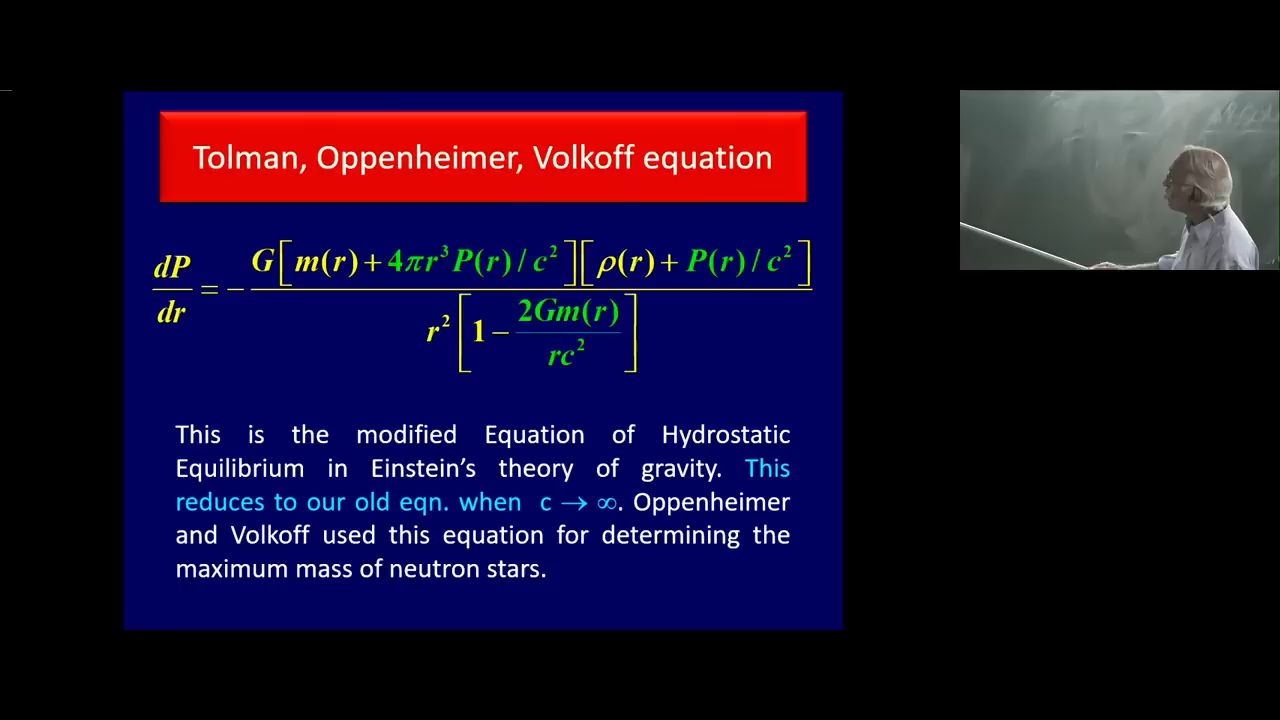 Tolman, Oppenheimer, Volkoff equation
dP/dr = − G[m(r) + 4πr³P(r)/c²][ρ(r) + P(r)/c²] / r²[1 − 2Gm(r)/rc²]
This is the modified Equation of Hydrostatic
Equilibrium in Einstein's theory of gravity. This
reduces to our old eqn. when c → ∞. Oppenheimer
and Volkoff used this equation for determining the
maximum mass of neutron stars.